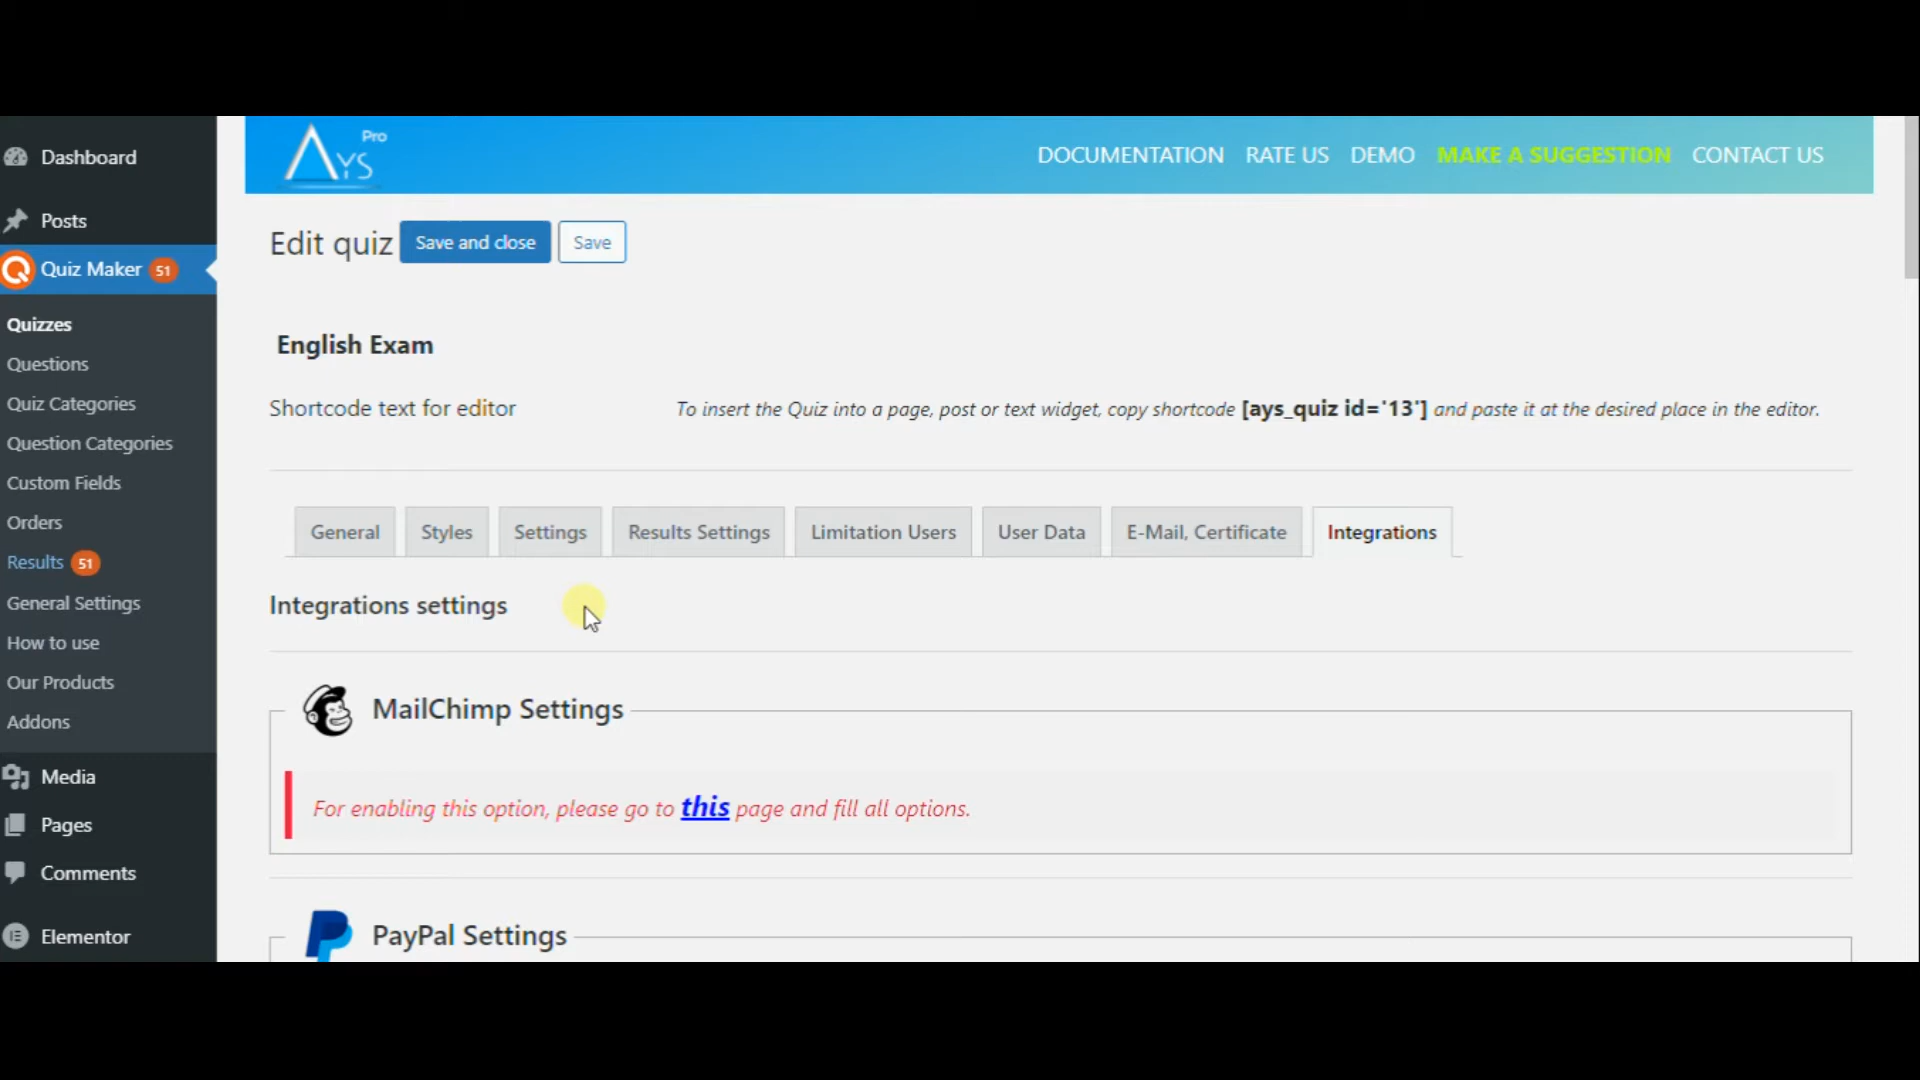 Dashboard
Posts
Quiz Maker 51
Quizzes
Questions
Quiz Categories
Question Categories
Custom Fields
Orders
Results 51
General Settings
How to use
Our Products
Addons
Media
Pages
Comments
Elementor
AYS Pro
DOCUMENTATION RATE US DEMO MAKE A SUGGESTION CONTACT US
Edit quiz Save and close Save
English Exam
Shortcode text for editor To insert the Quiz into a page, post or text widget, copy shortcode [ays_quiz id='13'] and paste it at the desired place in the editor.
General Styles Settings Results Settings Limitation Users User Data E-Mail, Certificate Integrations
Integrations settings
MailChimp Settings
For enabling this option, please go to this page and fill all options.
PayPal Settings